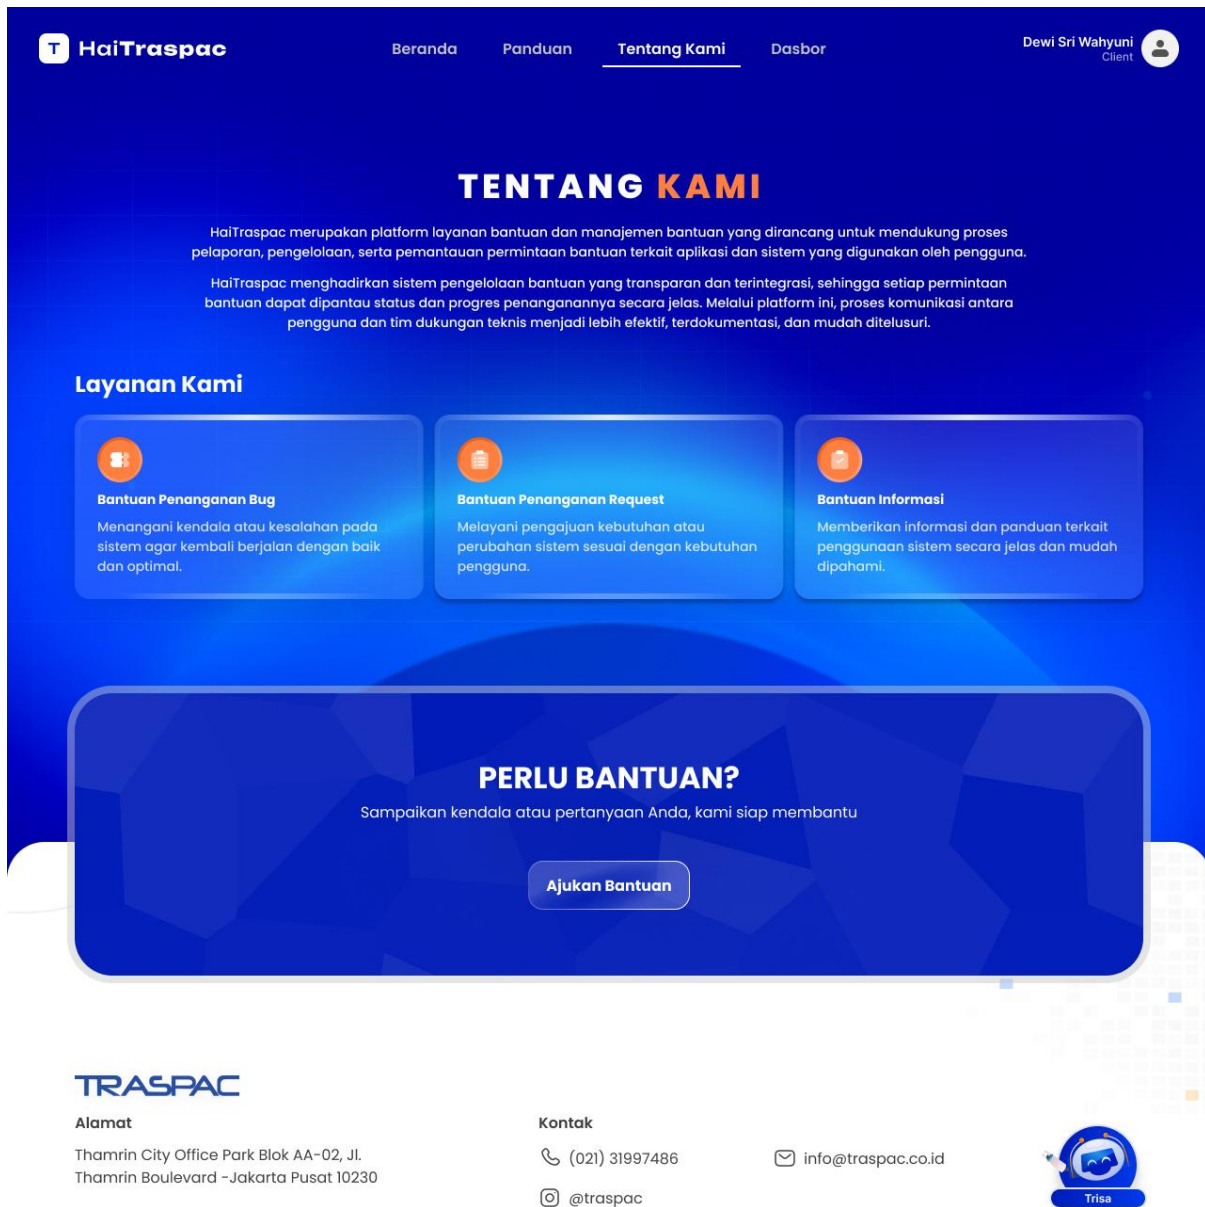 T HaiTraspac
Beranda
Panduan
Tentang Kami
Dasbor
Dewi Sri Wahyuni
Client
TENTANG KAMI
HaiTraspac merupakan platform layanan bantuan dan manajemen bantuan yang dirancang untuk mendukung proses
pelaporan, pengelolaan, serta pemantauan permintaan bantuan terkait aplikasi dan sistem yang digunakan oleh pengguna.
HaiTraspac menghadirkan sistem pengelolaan bantuan yang transparan dan terintegrasi, sehingga setiap permintaan
bantuan dapat dipantau status dan progres penanganannya secara jelas. Melalui platform ini, proses komunikasi antara
pengguna dan tim dukungan teknis menjadi lebih efektif, terdokumentasi, dan mudah ditelusuri.
Layanan Kami
Bantuan Penanganan Bug
Menangani kendala atau kesalahan pada
sistem agar kembali berjalan dengan baik
dan optimal.
Bantuan Penanganan Request
Melayani pengajuan kebutuhan atau
perubahan sistem sesuai dengan kebutuhan
pengguna.
Bantuan Informasi
Memberikan informasi dan panduan terkait
penggunaan sistem secara jelas dan mudah
dipahami.
PERLU BANTUAN?
Sampaikan kendala atau pertanyaan Anda, kami siap membantu
Ajukan Bantuan
TRASPAC
Alamat
Thamrin City Office Park Blok AA-02, Jl.
Thamrin Boulevard -Jakarta Pusat 10230
Kontak
(021) 31997486
info@traspac.co.id
@traspac
Trisa